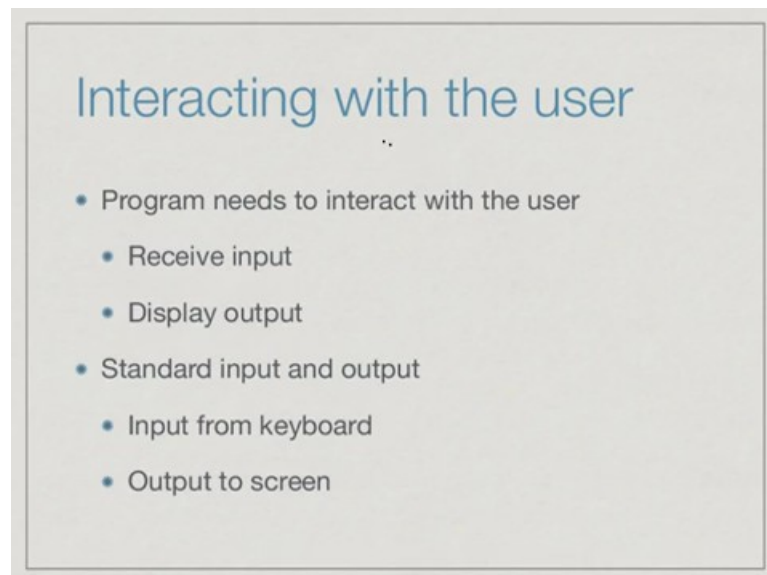 Interacting with the user
• Program needs to interact with the user
• Receive input
• Display output
• Standard input and output
• Input from keyboard
• Output to screen